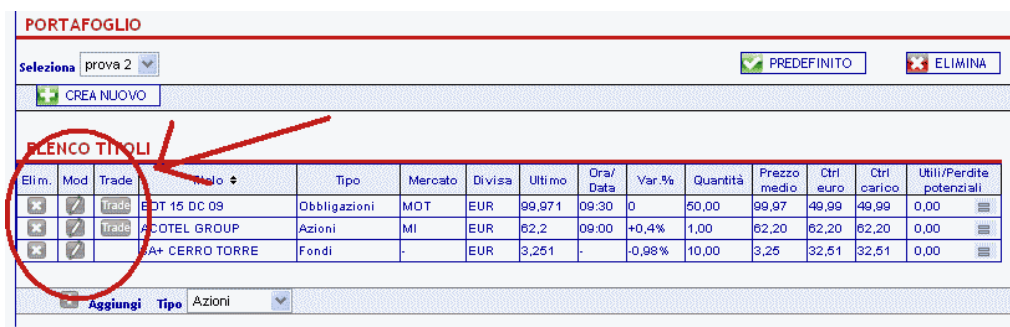 PORTAFOGLIO
Seleziona prova 2 PREDEFINITO ELIMINA
CREA NUOVO
ELENCO TITOLI
Elim. Mod Trade Titolo Tipo Mercato Divisa Ultimo Ora/ Data Var.% Quantità Prezzo medio Ctrl euro Ctrl carico Utili/Perdite potenziali
Trade BOT 15 DC 09 Obbligazioni MOT EUR 99,971 09:30 0 50,00 99,97 49,99 49,99 0,00 =
Trade ACOTEL GROUP Azioni MI EUR 62,2 09:00 +0,4% 1,00 62,20 62,20 62,20 0,00 =
8A+ CERRO TORRE Fondi - EUR 3,251 - -0,98% 10,00 3,25 32,51 32,51 0,00 =
Aggiungi Tipo Azioni